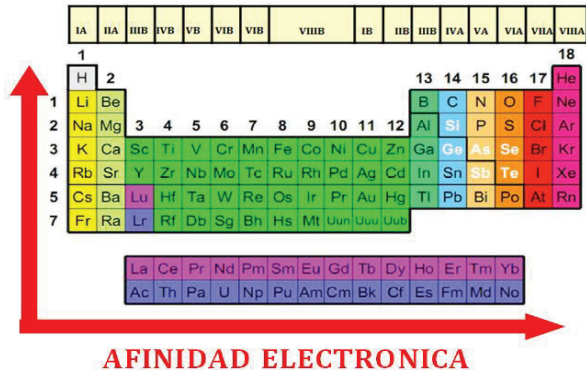 IA IIA IIIB IVB VB VIB VIB VIIIB IB IIB IIIB IVA VA VIA VIIA VIIIA
1 18
H 2 13 14 15 16 17 He
1 Li Be B C N O F Ne
2 Na Mg 3 4 5 6 7 8 9 10 11 12 Al Si P S Cl Ar
3 K Ca Sc Ti V Cr Mn Fe Co Ni Cu Zn Ga Ge As Se Br Kr
4 Rb Sr Y Zr Nb Mo Tc Ru Rh Pd Ag Cd In Sn Sb Te I Xe
5 Cs Ba Lu Hf Ta W Re Os Ir Pr Au Hg Tl Pb Bi Po At Rn
7 Fr Ra Lr Rf Db Sg Bh Hs Mt Uun Uuu Uub
La Ce Pr Nd Pm Sm Eu Gd Tb Dy Ho Er Tm Yb
Ac Th Pa U Np Pu Am Cm Bk Cf Es Fm Md No
AFINIDAD ELECTRONICA